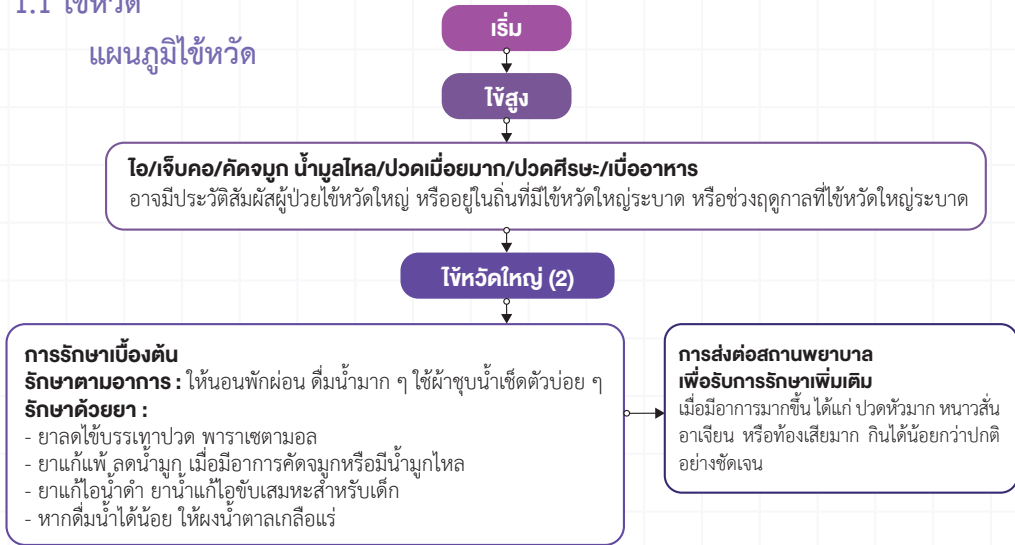 1.1 ไข้หวัด
แผนภูมิไข้หวัด
เริ่ม
ไข้สูง
ไอ/เจ็บคอ/คัดจมูก น้ำมูลไหล/ปวดเมื่อยมาก/ปวดศีรษะ/เบื่ออาหาร
อาจมีประวัติสัมผัสผู้ป่วยไข้หวัดใหญ่ หรืออยู่ในถิ่นที่มีไข้หวัดใหญ่ระบาด หรือช่วงฤดูกาลที่ไข้หวัดใหญ่ระบาด
ไข้หวัดใหญ่ (2)
การรักษาเบื้องต้น
รักษาตามอาการ : ให้นอนพักผ่อน ดื่มน้ำมาก ๆ ใช้ผ้าชุบน้ำเช็ดตัวบ่อย ๆ
รักษาด้วยยา :
- ยาลดไข้บรรเทาปวด พาราเซตามอล
- ยาแก้แพ้ ลดน้ำมูก เมื่อมีอาการคัดจมูกหรือมีน้ำมูกไหล
- ยาแก้ไอน้ำดำ ยาน้ำแก้ไอขับเสมหะสำหรับเด็ก
- หากดื่มน้ำได้น้อย ให้ผงน้ำตาลเกลือแร่
การส่งต่อสถานพยาบาล
เพื่อรับการรักษาเพิ่มเติม
เมื่อมีอาการมากขึ้น ได้แก่ ปวดหัวมาก หนาวสั่น
อาเจียน หรือท้องเสียมาก กินได้น้อยกว่าปกติ
อย่างชัดเจน